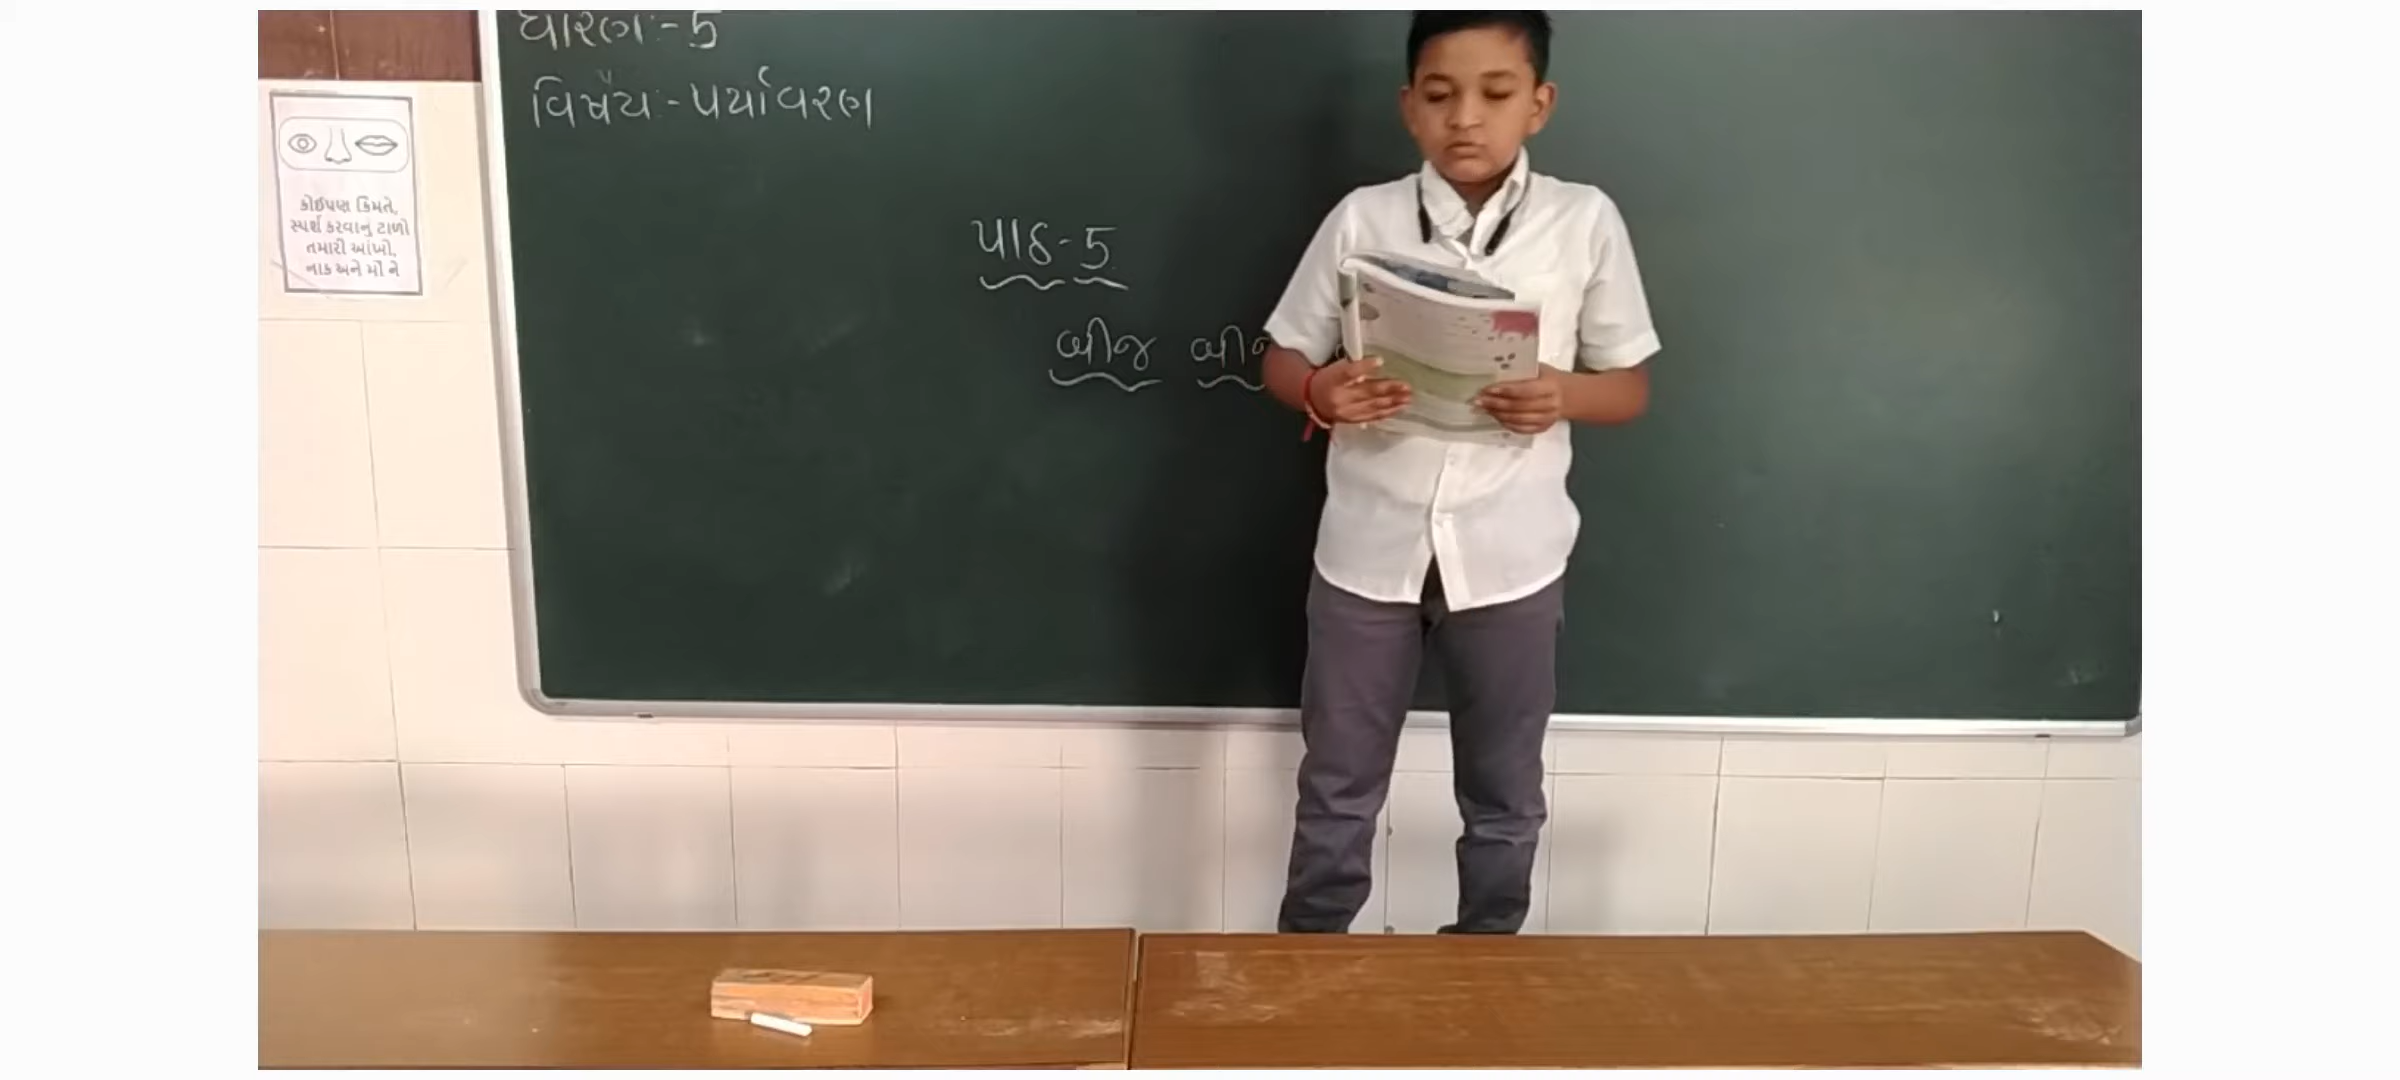 ધોરણ:- 5
વિષય:- પર્યાવરણ
પાઠ-5
બીજ
કોઈપણ કિંમતે,
સ્પર્શ કરવાનું ટાળો
તમારી આંખો,
નાક અને મોં ને